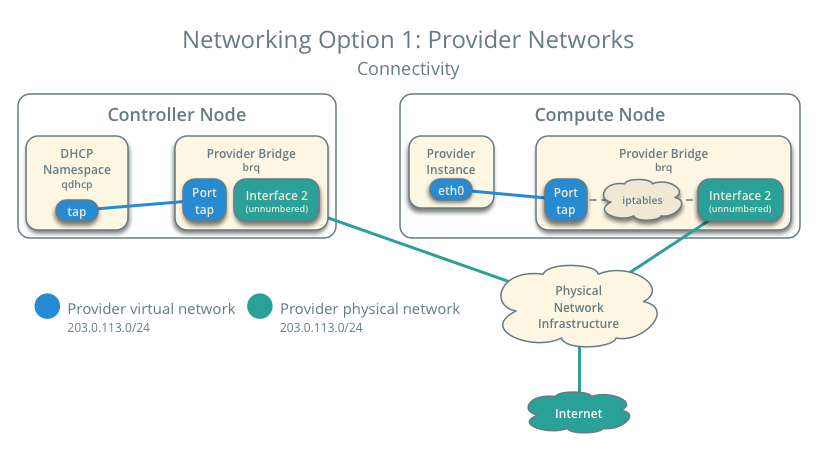 Networking Option 1: Provider Networks
Connectivity
Controller Node
DHCP
Namespace
qdhcp
tap
Provider Bridge
brq
Port
tap
Interface 2
(unnumbered)
Compute Node
Provider
Instance
eth0
Provider Bridge
brq
Port
tap
iptables
Interface 2
(unnumbered)
Physical
Network
Infrastructure
Internet
Provider virtual network
203.0.113.0/24
Provider physical network
203.0.113.0/24